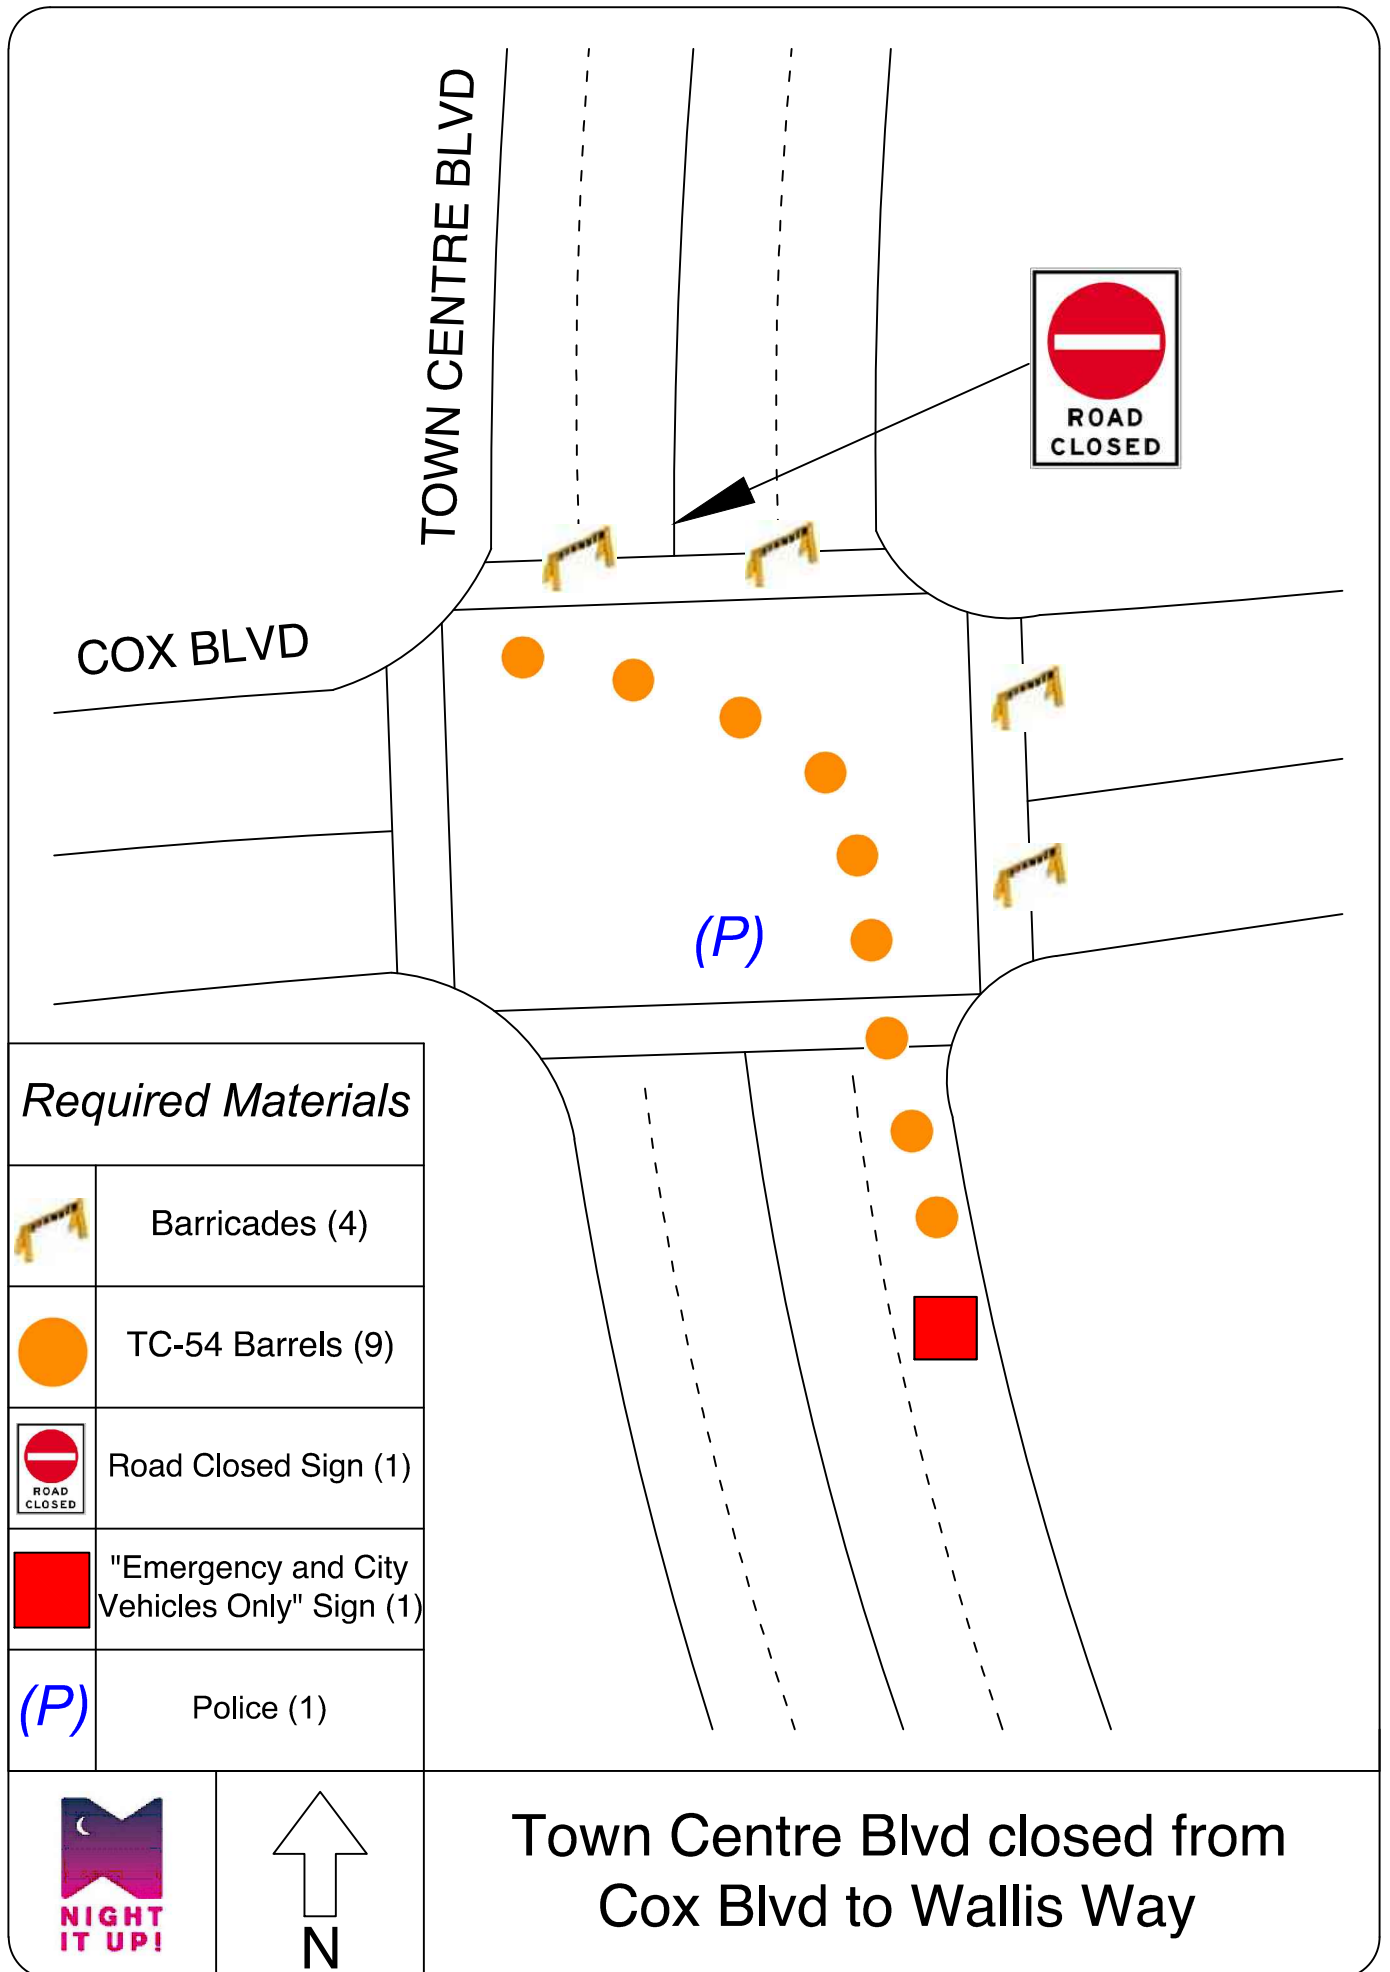 TOWN CENTRE BLVD
ROAD
CLOSED
COX BLVD
(P)
Required Materials
Barricades (4)
TC-54 Barrels (9)
ROAD
CLOSED
Road Closed Sign (1)
"Emergency and City
Vehicles Only" Sign (1)
(P)
Police (1)
NIGHT
IT UP!
N
Town Centre Blvd closed from
Cox Blvd to Wallis Way